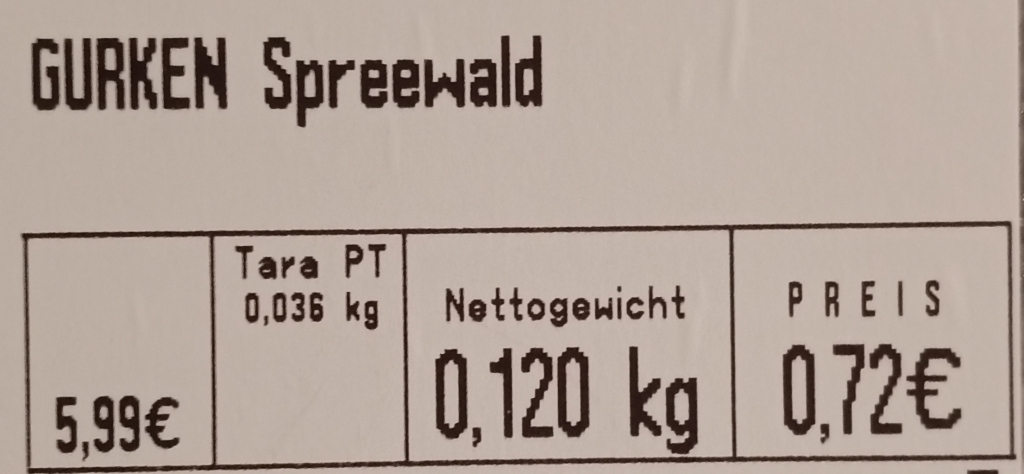 GURKEN Spreewald
Tara PT
0,036 kg
Nettogewicht
PREIS
5,99€
0,120 kg
0,72€